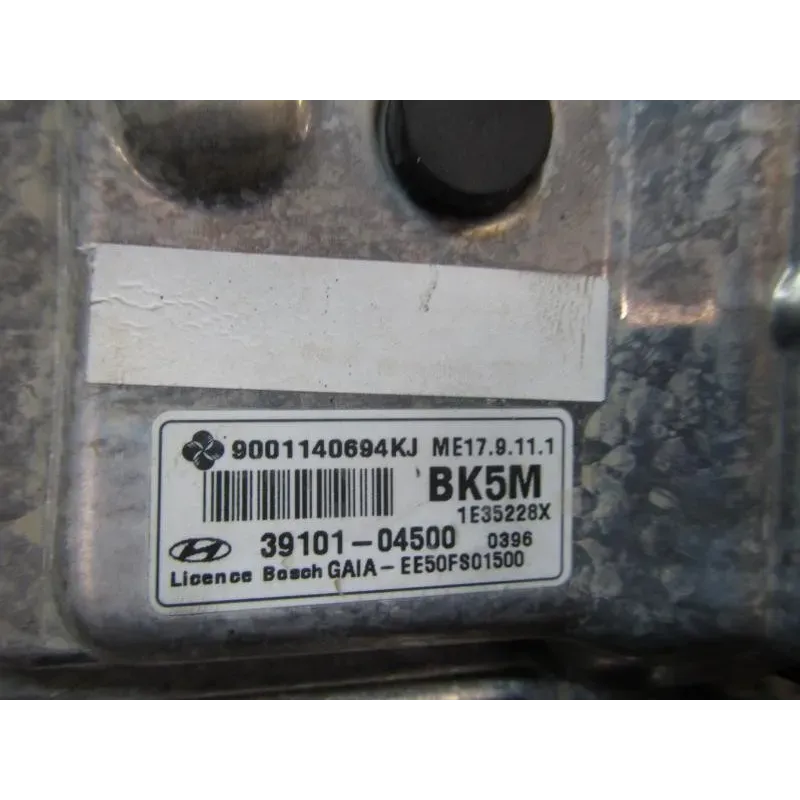 9001140694KJ ME17.9.11.1
BK5M
1E35228X
39101-04500 0396
Licence Bosch GAIA-EE50FS01500